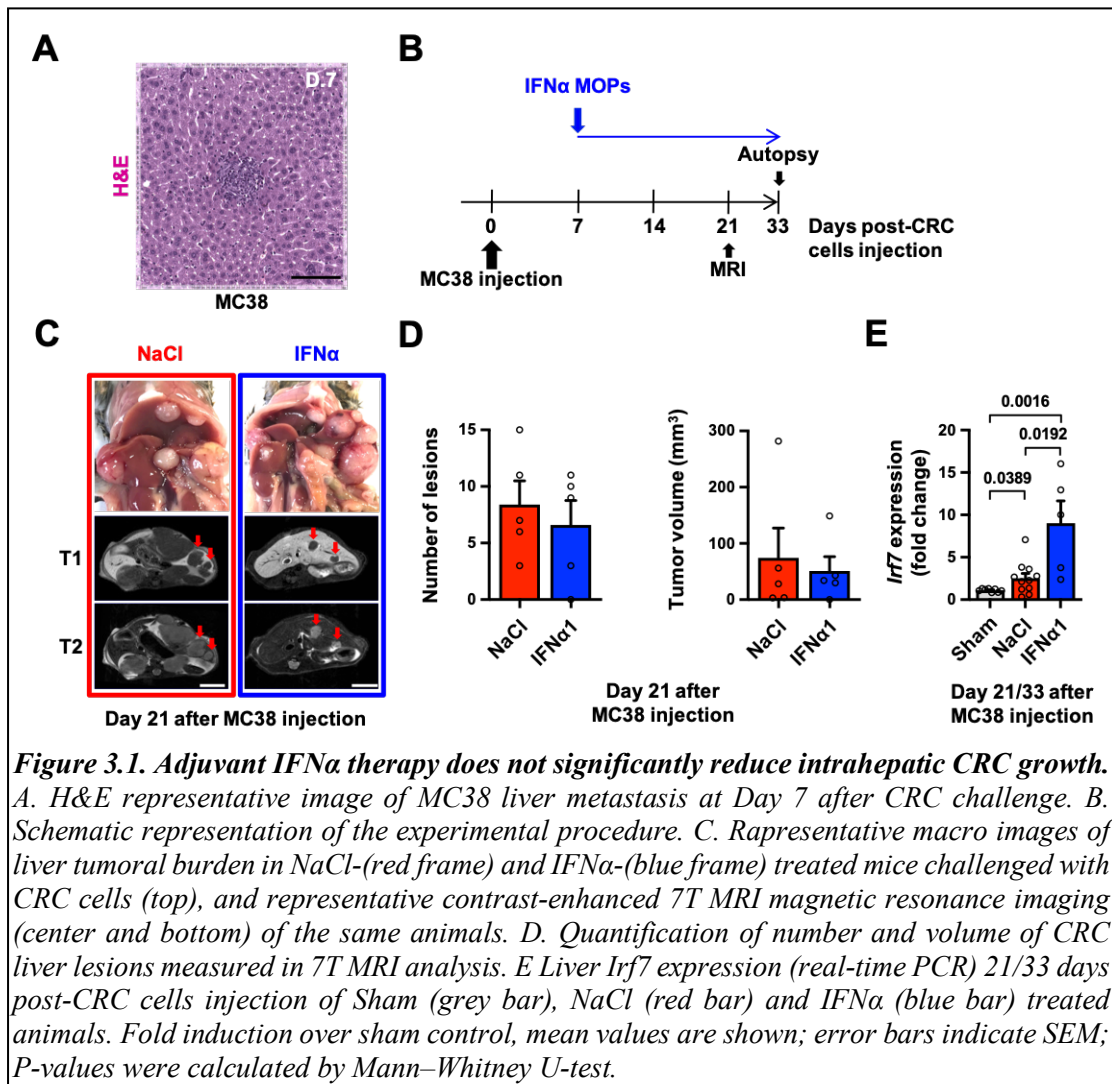 A
D.7
H&E
MC38
B
IFNα MOPs
Autopsy
0
7
14
21
33
Days post-CRC
cells injection
MC38 injection
MRI
C
NaCl
IFNα
T1
T2
Day 21 after MC38 injection
D
Number of lesions
15
10
5
0
NaCl
IFNα1
Tumor volume (mm³)
300
200
100
0
NaCl
IFNα1
Day 21 after
MC38 injection
E
Irf7 expression
(fold change)
0.0016
0.0192
0.0389
20
15
10
5
0
Sham
NaCl
IFNα1
Day 21/33 after
MC38 injection
Figure 3.1. Adjuvant IFNα therapy does not significantly reduce intrahepatic CRC growth.
A. H&E representative image of MC38 liver metastasis at Day 7 after CRC challenge. B.
Schematic representation of the experimental procedure. C. Rapresentative macro images of
liver tumoral burden in NaCl-(red frame) and IFNα-(blue frame) treated mice challenged with
CRC cells (top), and representative contrast-enhanced 7T MRI magnetic resonance imaging
(center and bottom) of the same animals. D. Quantification of number and volume of CRC
liver lesions measured in 7T MRI analysis. E Liver Irf7 expression (real-time PCR) 21/33 days
post-CRC cells injection of Sham (grey bar), NaCl (red bar) and IFNα (blue bar) treated
animals. Fold induction over sham control, mean values are shown; error bars indicate SEM;
P-values were calculated by Mann–Whitney U-test.